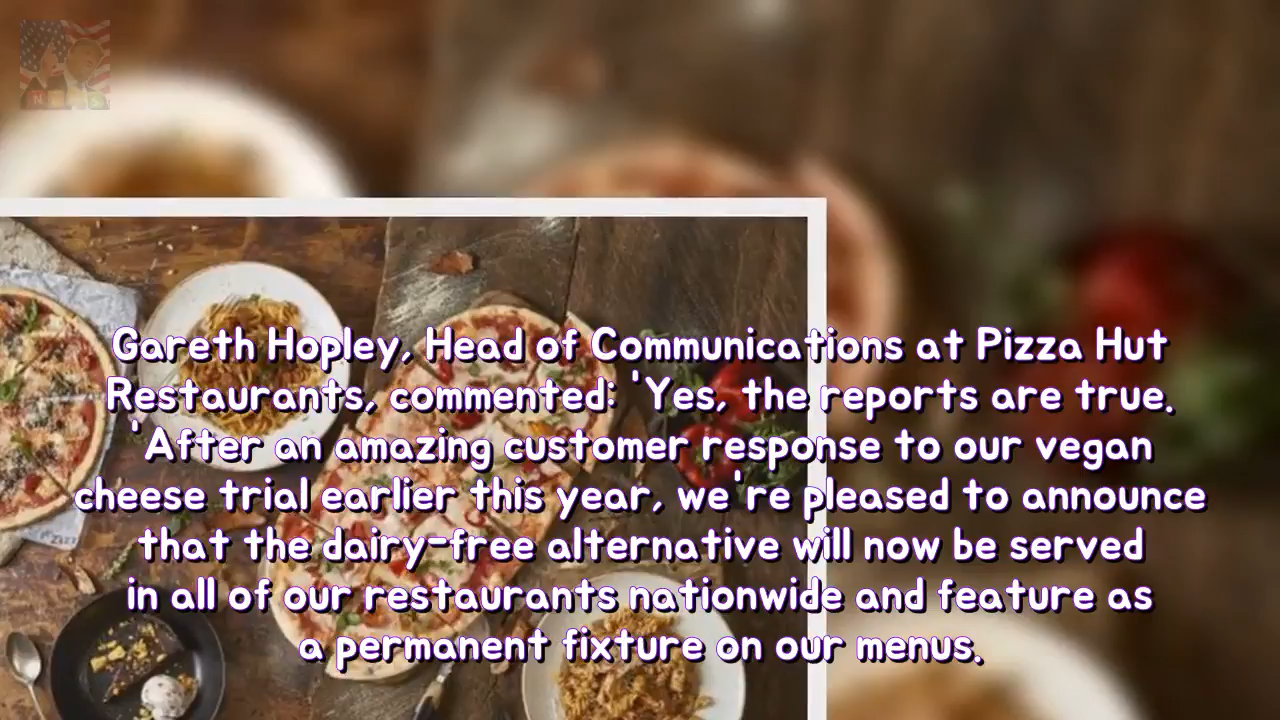 Gareth Hopley, Head of Communications at Pizza Hut
Restaurants, commented: 'Yes, the reports are true.
'After an amazing customer response to our vegan
cheese trial earlier this year, we're pleased to announce
that the dairy-free alternative will now be served
in all of our restaurants nationwide and feature as
a permanent fixture on our menus.